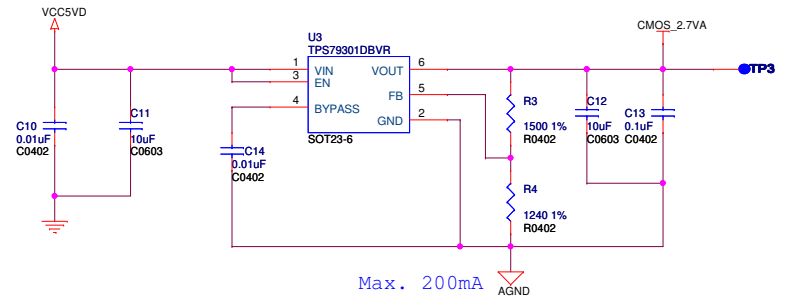 VCC5VD
U3
TPS79301DBVR
1 VIN VOUT 6
3 EN
FB 5
4 BYPASS
GND 2
SOT23-6
CMOS_2.7VA
TP3
C10
0.01uF
C0402
C11
10uF
C0603
C14
0.01uF
C0402
R3
1500 1%
R0402
C12
10uF
C0603
C13
0.1uF
C0402
R4
1240 1%
R0402
Max. 200mA
AGND